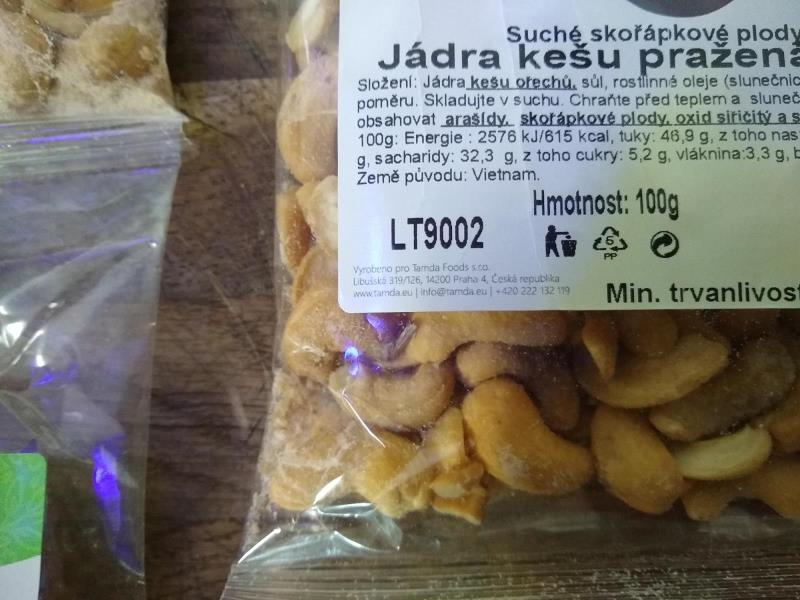 Suché skořápkové plody
Jádra kešu pražená
Složení: Jádra kešu ořechů, sůl, rostlinné oleje (slunečnic
poměru. Skladujte v suchu. Chraňte před teplem a sluneč
obsahovat arašídy, skořápkové plody, oxid siřičitý a s
100g: Energie : 2576 kJ/615 kcal, tuky: 46,9 g, z toho nas
g, sacharidy: 32,3 g, z toho cukry: 5,2 g, vláknina:3,3 g, b
Země původu: Vietnam.
Hmotnost: 100g
LT9002
5
PP
Vyrobeno pro Tamda Foods s.r.o.
Libušská 319/126, 14200 Praha 4, Česká republika
www.tamda.eu | info@tamda.eu | +420 222 132 119
Min. trvanlivost